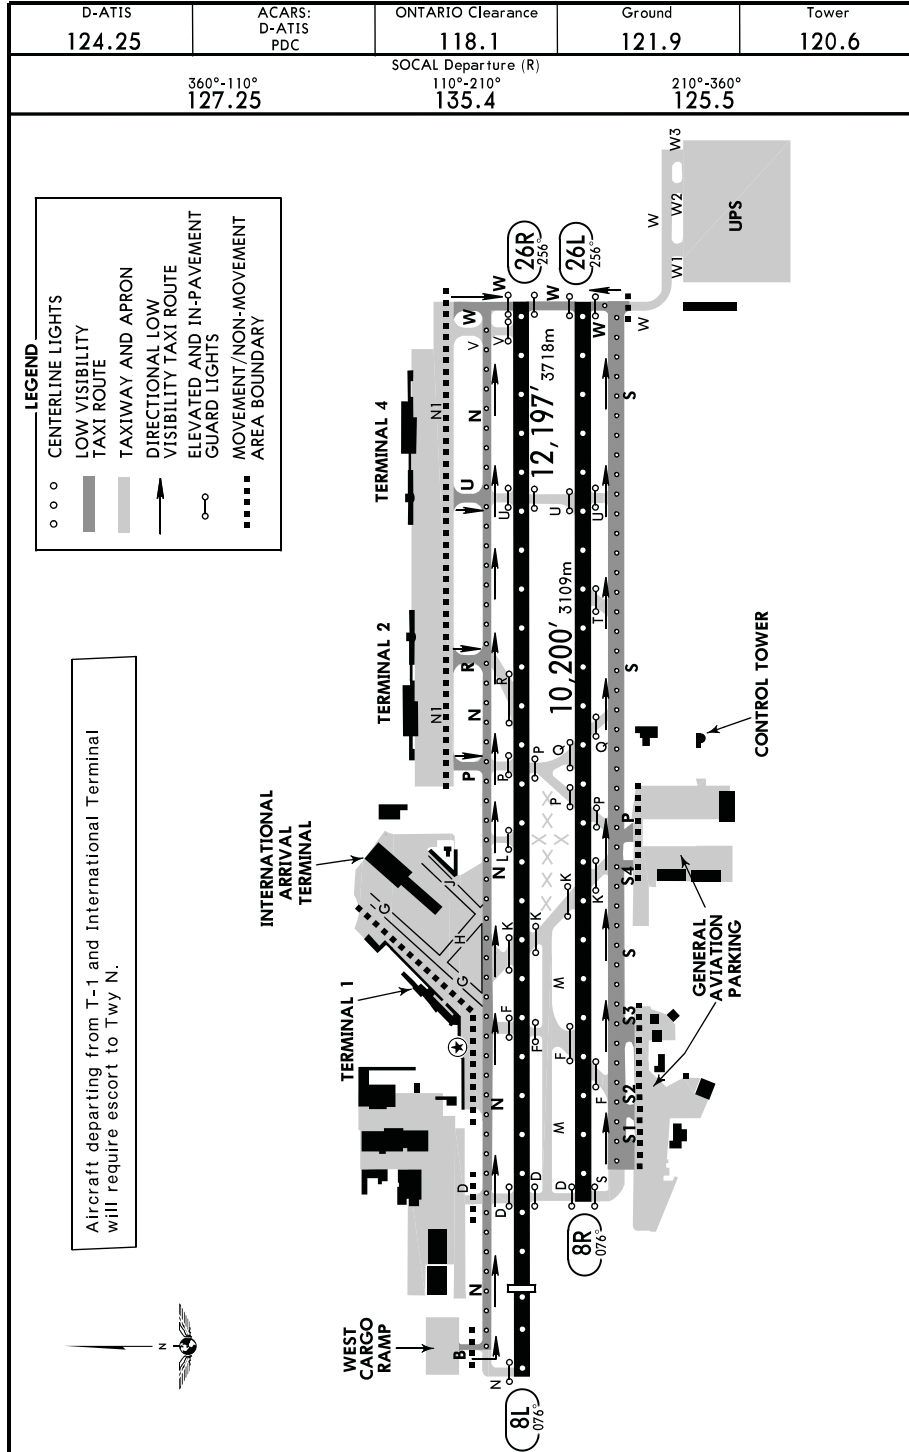 D-ATIS
124.25
ACARS:
D-ATIS
PDC
ONTARIO Clearance
118.1
Ground
121.9
Tower
120.6
SOCAL Departure (R)
360°-110°
127.25
110°-210°
135.4
210°-360°
125.5
LEGEND
CENTERLINE LIGHTS
LOW VISIBILITY
TAXI ROUTE
TAXIWAY AND APRON
DIRECTIONAL LOW
VISIBILITY TAXI ROUTE
ELEVATED AND IN-PAVEMENT
GUARD LIGHTS
MOVEMENT/NON-MOVEMENT
AREA BOUNDARY
Aircraft departing from T-1 and International Terminal
will require escort to Twy N.
N
WEST
CARGO
RAMP
TERMINAL 1
INTERNATIONAL
ARRIVAL
TERMINAL
TERMINAL 2
TERMINAL 4
N1
N1
B
D
G
H
G
J
P
R
U
V
W
N
N
N
N
N
N
N
D
F
K
L
P
R
U
V
W
8L
076°
26R
256°
12,197'
3718m
D
F
K
P
U
W
M
M
D
F
K
P
Q
U
10,200'
3109m
8R
076°
26L
256°
S
F
K
P
Q
T
U
W
S1
S2
S3
S
S4
P
S
S
W
W
W1
W2
W3
UPS
GENERAL
AVIATION
PARKING
CONTROL TOWER